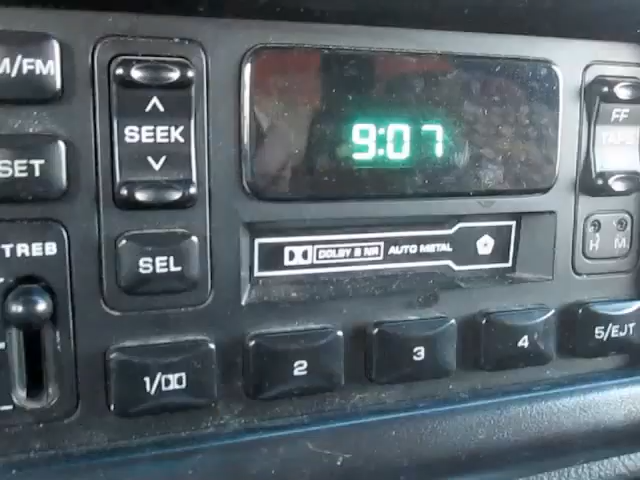 M/FM
SEEK
9:07
FF
TAPE
SET
DOLBY B NR AUTO METAL
H M
TREB
SEL
1/
2
3
4
5/EJT